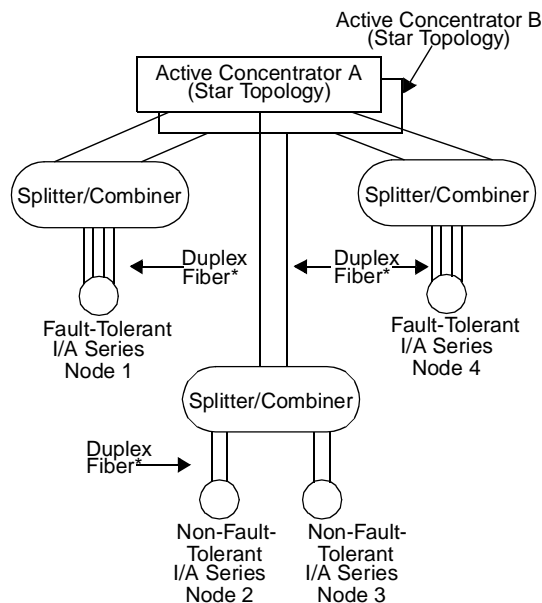 Active Concentrator B
(Star Topology)
Active Concentrator A
(Star Topology)
Splitter/Combiner
Splitter/Combiner
Duplex
Fiber*
Duplex
Fiber*
Fault-Tolerant
I/A Series
Node 1
Fault-Tolerant
I/A Series
Node 4
Splitter/Combiner
Duplex
Fiber*
Non-Fault-
Tolerant
I/A Series
Node 2
Non-Fault-
Tolerant
I/A Series
Node 3